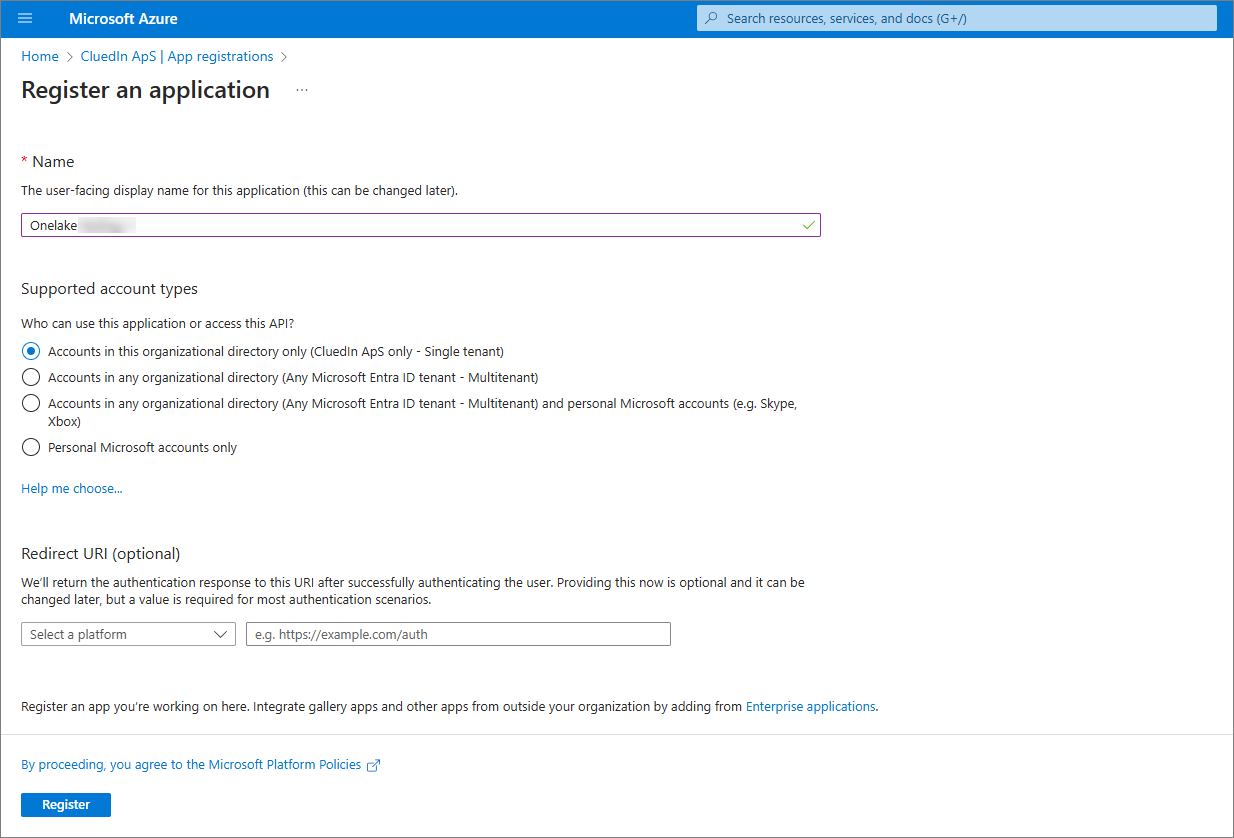 Microsoft Azure
Search resources, services, and docs (G+/)
Home > CluedIn ApS | App registrations >
Register an application ...
* Name
The user-facing display name for this application (this can be changed later).
Onelake
Supported account types
Who can use this application or access this API?
Accounts in this organizational directory only (CluedIn ApS only - Single tenant)
Accounts in any organizational directory (Any Microsoft Entra ID tenant - Multitenant)
Accounts in any organizational directory (Any Microsoft Entra ID tenant - Multitenant) and personal Microsoft accounts (e.g. Skype,
Xbox)
Personal Microsoft accounts only
Help me choose...
Redirect URI (optional)
We'll return the authentication response to this URI after successfully authenticating the user. Providing this now is optional and it can be
changed later, but a value is required for most authentication scenarios.
Select a platform
e.g. https://example.com/auth
Register an app you're working on here. Integrate gallery apps and other apps from outside your organization by adding from Enterprise applications.
By proceeding, you agree to the Microsoft Platform Policies
Register